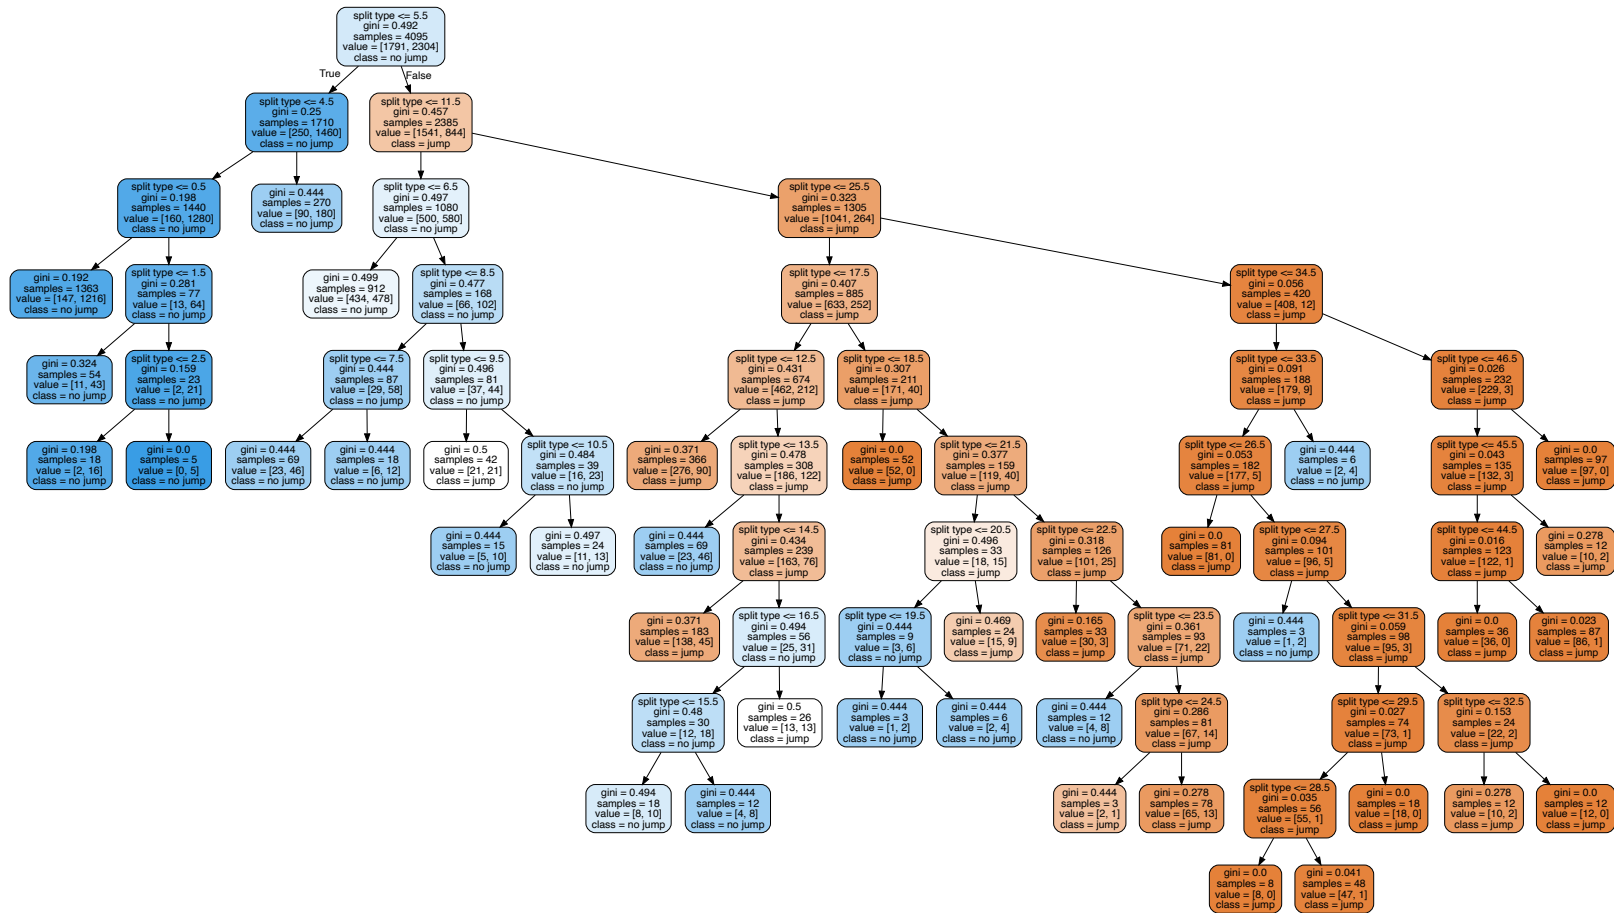 split type <= 5.5
gini = 0.492
samples = 4095
value = [1791, 2304]
class = no jump
True
False
split type <= 4.5
gini = 0.25
samples = 1710
value = [250, 1460]
class = no jump
split type <= 11.5
gini = 0.457
samples = 2385
value = [1541, 844]
class = jump
split type <= 0.5
gini = 0.198
samples = 1440
value = [160, 1280]
class = no jump
gini = 0.444
samples = 270
value = [90, 180]
class = no jump
split type <= 6.5
gini = 0.497
samples = 1080
value = [500, 580]
class = no jump
split type <= 25.5
gini = 0.323
samples = 1305
value = [1041, 264]
class = jump
gini = 0.192
samples = 1363
value = [147, 1216]
class = no jump
split type <= 1.5
gini = 0.281
samples = 77
value = [13, 64]
class = no jump
gini = 0.499
samples = 912
value = [434, 478]
class = no jump
split type <= 8.5
gini = 0.477
samples = 168
value = [66, 102]
class = no jump
split type <= 17.5
gini = 0.407
samples = 885
value = [633, 252]
class = jump
split type <= 34.5
gini = 0.056
samples = 420
value = [408, 12]
class = jump
gini = 0.324
samples = 54
value = [11, 43]
class = no jump
split type <= 2.5
gini = 0.159
samples = 23
value = [2, 21]
class = no jump
split type <= 7.5
gini = 0.444
samples = 87
value = [29, 58]
class = no jump
split type <= 9.5
gini = 0.496
samples = 81
value = [37, 44]
class = no jump
split type <= 12.5
gini = 0.431
samples = 674
value = [462, 212]
class = jump
split type <= 18.5
gini = 0.307
samples = 211
value = [171, 40]
class = jump
split type <= 33.5
gini = 0.091
samples = 188
value = [179, 9]
class = jump
split type <= 46.5
gini = 0.026
samples = 232
value = [229, 3]
class = jump
gini = 0.198
samples = 18
value = [2, 16]
class = no jump
gini = 0.0
samples = 5
value = [0, 5]
class = no jump
gini = 0.444
samples = 69
value = [23, 46]
class = no jump
gini = 0.444
samples = 18
value = [6, 12]
class = no jump
gini = 0.5
samples = 42
value = [21, 21]
class = jump
split type <= 10.5
gini = 0.484
samples = 39
value = [16, 23]
class = no jump
gini = 0.371
samples = 366
value = [276, 90]
class = jump
split type <= 13.5
gini = 0.478
samples = 308
value = [186, 122]
class = jump
gini = 0.0
samples = 52
value = [52, 0]
class = jump
split type <= 21.5
gini = 0.377
samples = 159
value = [119, 40]
class = jump
split type <= 26.5
gini = 0.053
samples = 182
value = [177, 5]
class = jump
gini = 0.444
samples = 6
value = [2, 4]
class = no jump
split type <= 45.5
gini = 0.043
samples = 135
value = [132, 3]
class = jump
gini = 0.0
samples = 97
value = [97, 0]
class = jump
gini = 0.444
samples = 15
value = [5, 10]
class = no jump
gini = 0.497
samples = 24
value = [11, 13]
class = no jump
gini = 0.444
samples = 69
value = [23, 46]
class = no jump
split type <= 14.5
gini = 0.434
samples = 239
value = [163, 76]
class = jump
split type <= 20.5
gini = 0.496
samples = 33
value = [18, 15]
class = jump
split type <= 22.5
gini = 0.318
samples = 126
value = [101, 25]
class = jump
gini = 0.0
samples = 81
value = [81, 0]
class = jump
split type <= 27.5
gini = 0.094
samples = 101
value = [96, 5]
class = jump
split type <= 44.5
gini = 0.016
samples = 123
value = [122, 1]
class = jump
gini = 0.278
samples = 12
value = [10, 2]
class = jump
gini = 0.371
samples = 183
value = [138, 45]
class = jump
split type <= 16.5
gini = 0.494
samples = 56
value = [25, 31]
class = no jump
split type <= 19.5
gini = 0.444
samples = 9
value = [3, 6]
class = no jump
gini = 0.469
samples = 24
value = [15, 9]
class = jump
gini = 0.165
samples = 33
value = [30, 3]
class = jump
split type <= 23.5
gini = 0.361
samples = 93
value = [71, 22]
class = jump
gini = 0.444
samples = 3
value = [1, 2]
class = no jump
split type <= 31.5
gini = 0.059
samples = 98
value = [95, 3]
class = jump
gini = 0.0
samples = 36
value = [36, 0]
class = jump
gini = 0.023
samples = 87
value = [86, 1]
class = jump
split type <= 15.5
gini = 0.48
samples = 30
value = [12, 18]
class = no jump
gini = 0.5
samples = 26
value = [13, 13]
class = jump
gini = 0.444
samples = 3
value = [1, 2]
class = no jump
gini = 0.444
samples = 6
value = [2, 4]
class = no jump
gini = 0.444
samples = 12
value = [4, 8]
class = no jump
split type <= 24.5
gini = 0.286
samples = 81
value = [67, 14]
class = jump
split type <= 29.5
gini = 0.027
samples = 74
value = [73, 1]
class = jump
split type <= 32.5
gini = 0.153
samples = 24
value = [22, 2]
class = jump
gini = 0.494
samples = 18
value = [8, 10]
class = no jump
gini = 0.444
samples = 12
value = [4, 8]
class = no jump
gini = 0.444
samples = 3
value = [2, 1]
class = jump
gini = 0.278
samples = 78
value = [65, 13]
class = jump
split type <= 28.5
gini = 0.035
samples = 56
value = [55, 1]
class = jump
gini = 0.0
samples = 18
value = [18, 0]
class = jump
gini = 0.278
samples = 12
value = [10, 2]
class = jump
gini = 0.0
samples = 12
value = [12, 0]
class = jump
gini = 0.0
samples = 8
value = [8, 0]
class = jump
gini = 0.041
samples = 48
value = [47, 1]
class = jump